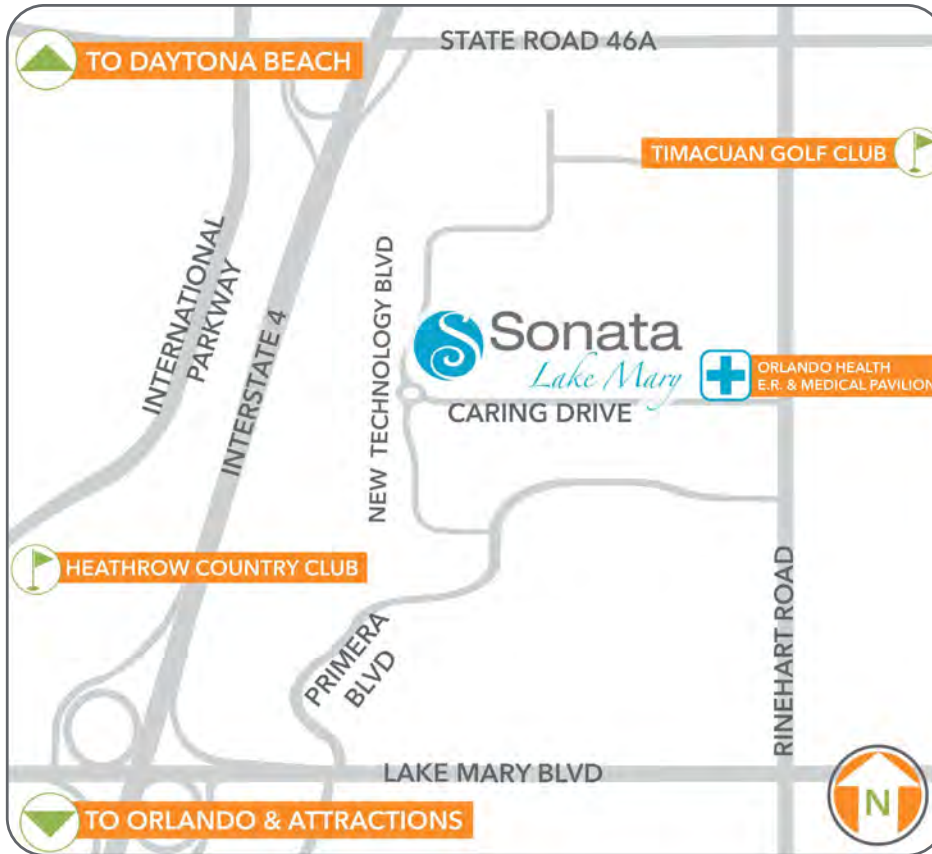 STATE ROAD 46A
TO DAYTONA BEACH
TIMACUAN GOLF CLUB
INTERNATIONAL
PARKWAY
INTERSTATE 4
NEW TECHNOLOGY BLVD
S Sonata
Lake Mary
ORLANDO HEALTH
E.R. & MEDICAL PAVILION
CARING DRIVE
HEATHROW COUNTRY CLUB
PRIMERA
BLVD
RINEHART ROAD
LAKE MARY BLVD
N
TO ORLANDO & ATTRACTIONS